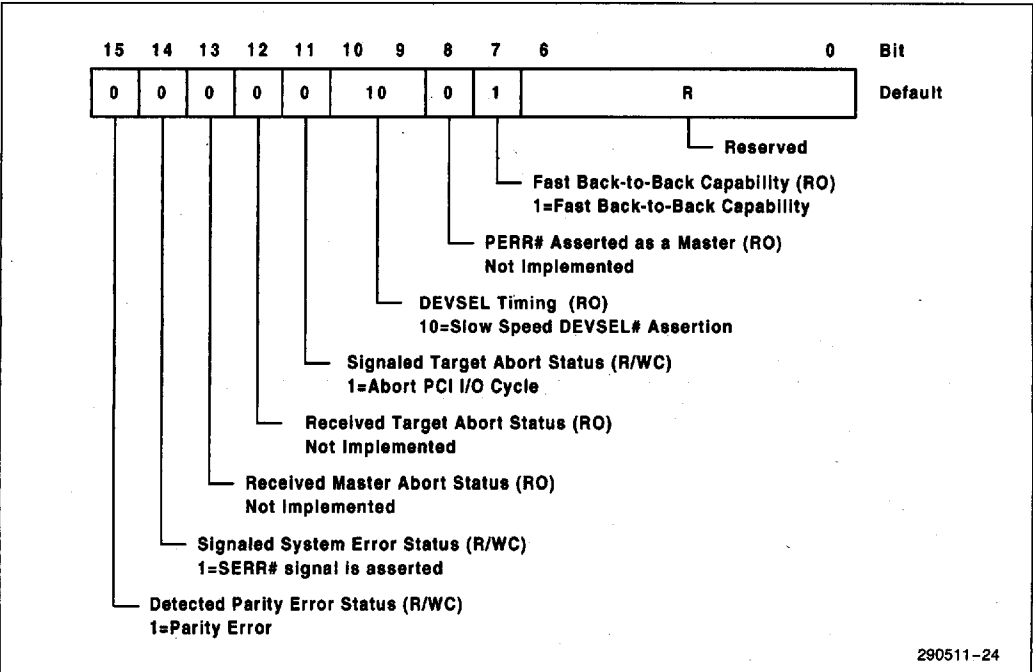 15 14 13 12 11 10 9 8 7 6 0 Bit
0 0 0 0 0 10 0 1 R Default
Reserved
Fast Back-to-Back Capability (RO)
1=Fast Back-to-Back Capability
PERR# Asserted as a Master (RO)
Not Implemented
DEVSEL Timing (RO)
10=Slow Speed DEVSEL# Assertion
Signaled Target Abort Status (R/WC)
1=Abort PCI I/O Cycle
Received Target Abort Status (RO)
Not Implemented
Received Master Abort Status (RO)
Not Implemented
Signaled System Error Status (R/WC)
1=SERR# signal is asserted
Detected Parity Error Status (R/WC)
1=Parity Error
290511-24